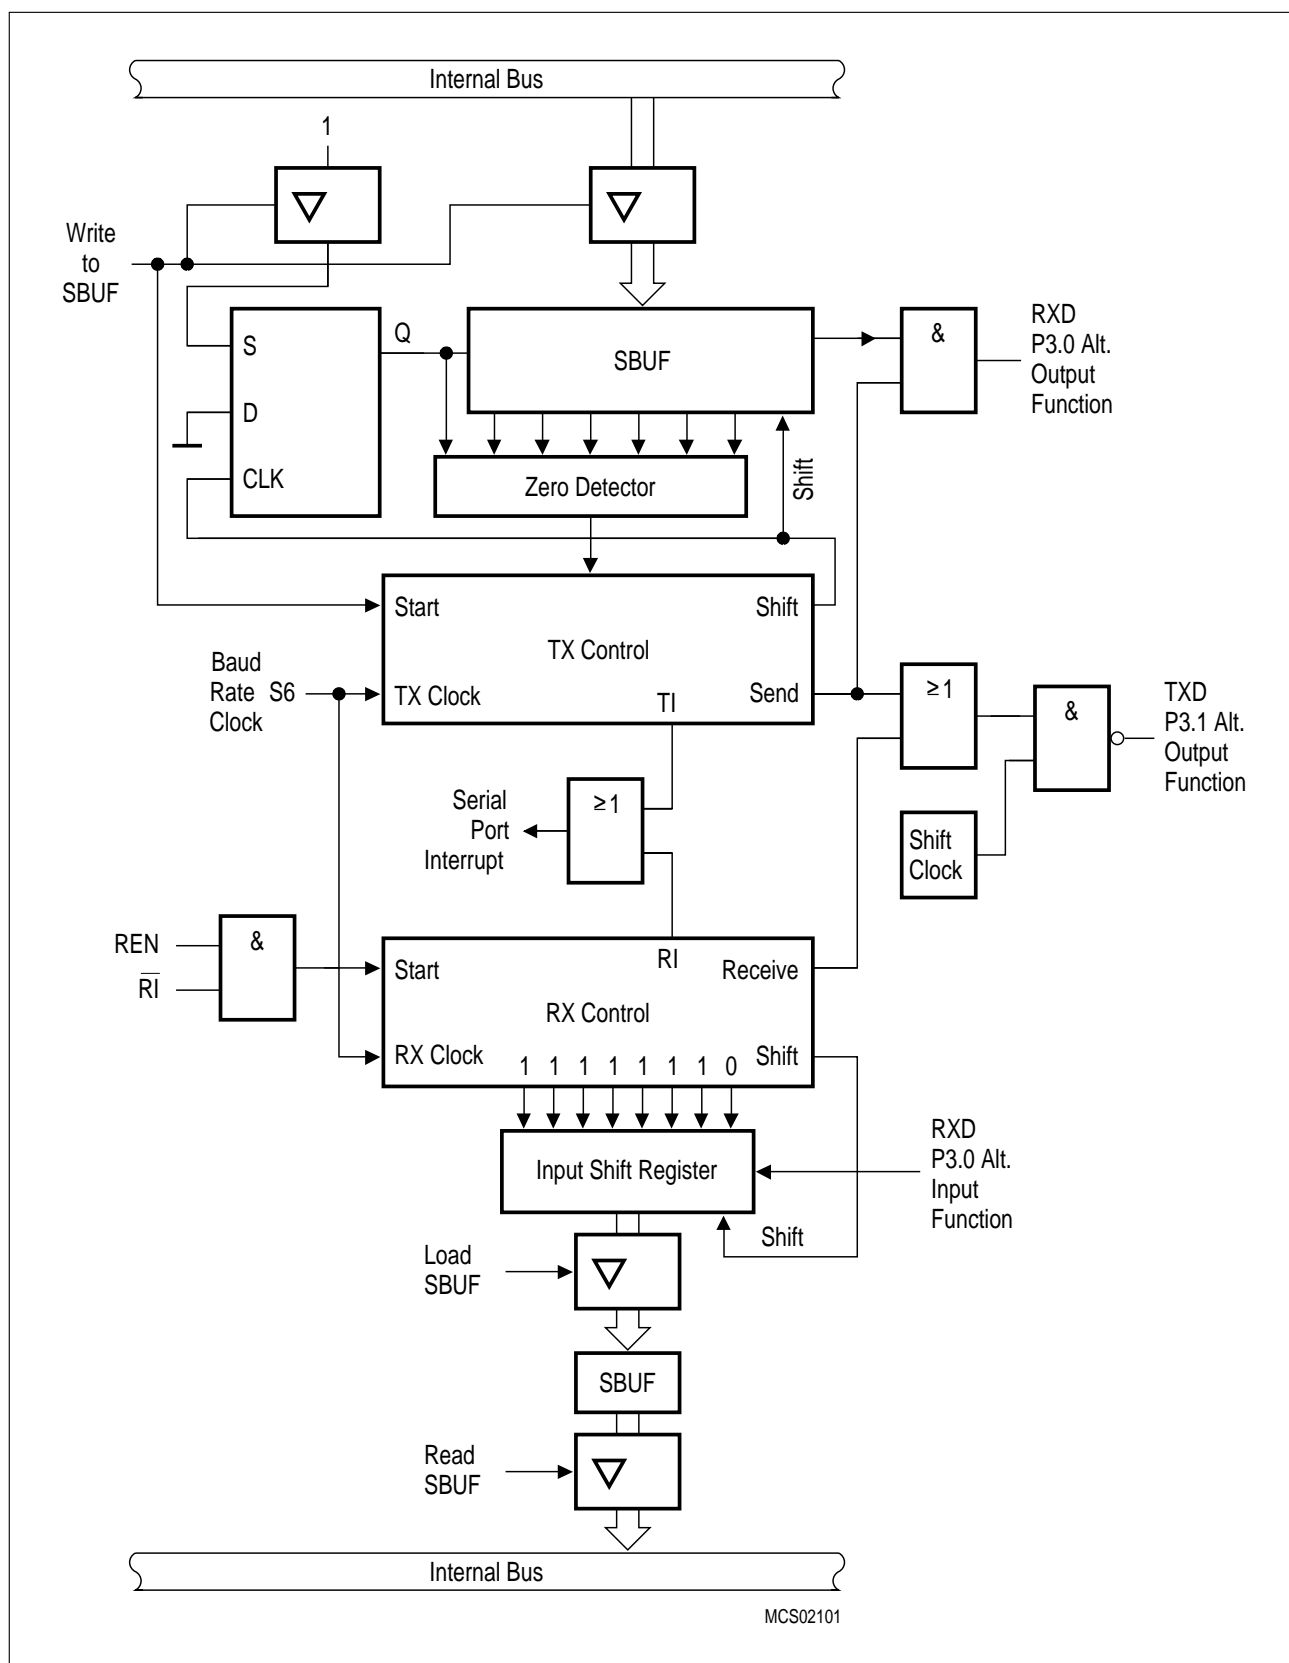 Internal Bus
1
Write
to
SBUF
S
D
CLK
Q
SBUF
&
RXD
P3.0 Alt.
Output
Function
Zero Detector
Shift
Start
Shift
TX Control
TX Clock
TI
Send
Baud
Rate S6
Clock
≥1
&
TXD
P3.1 Alt.
Output
Function
Serial
Port
Interrupt
≥1
Shift
Clock
REN
R̅I̅
&
Start
RI
Receive
RX Control
RX Clock
1 1 1 1 1 1 1 0
Shift
Input Shift Register
RXD
P3.0 Alt.
Input
Function
Shift
Load
SBUF
SBUF
Read
SBUF
Internal Bus
MCS02101